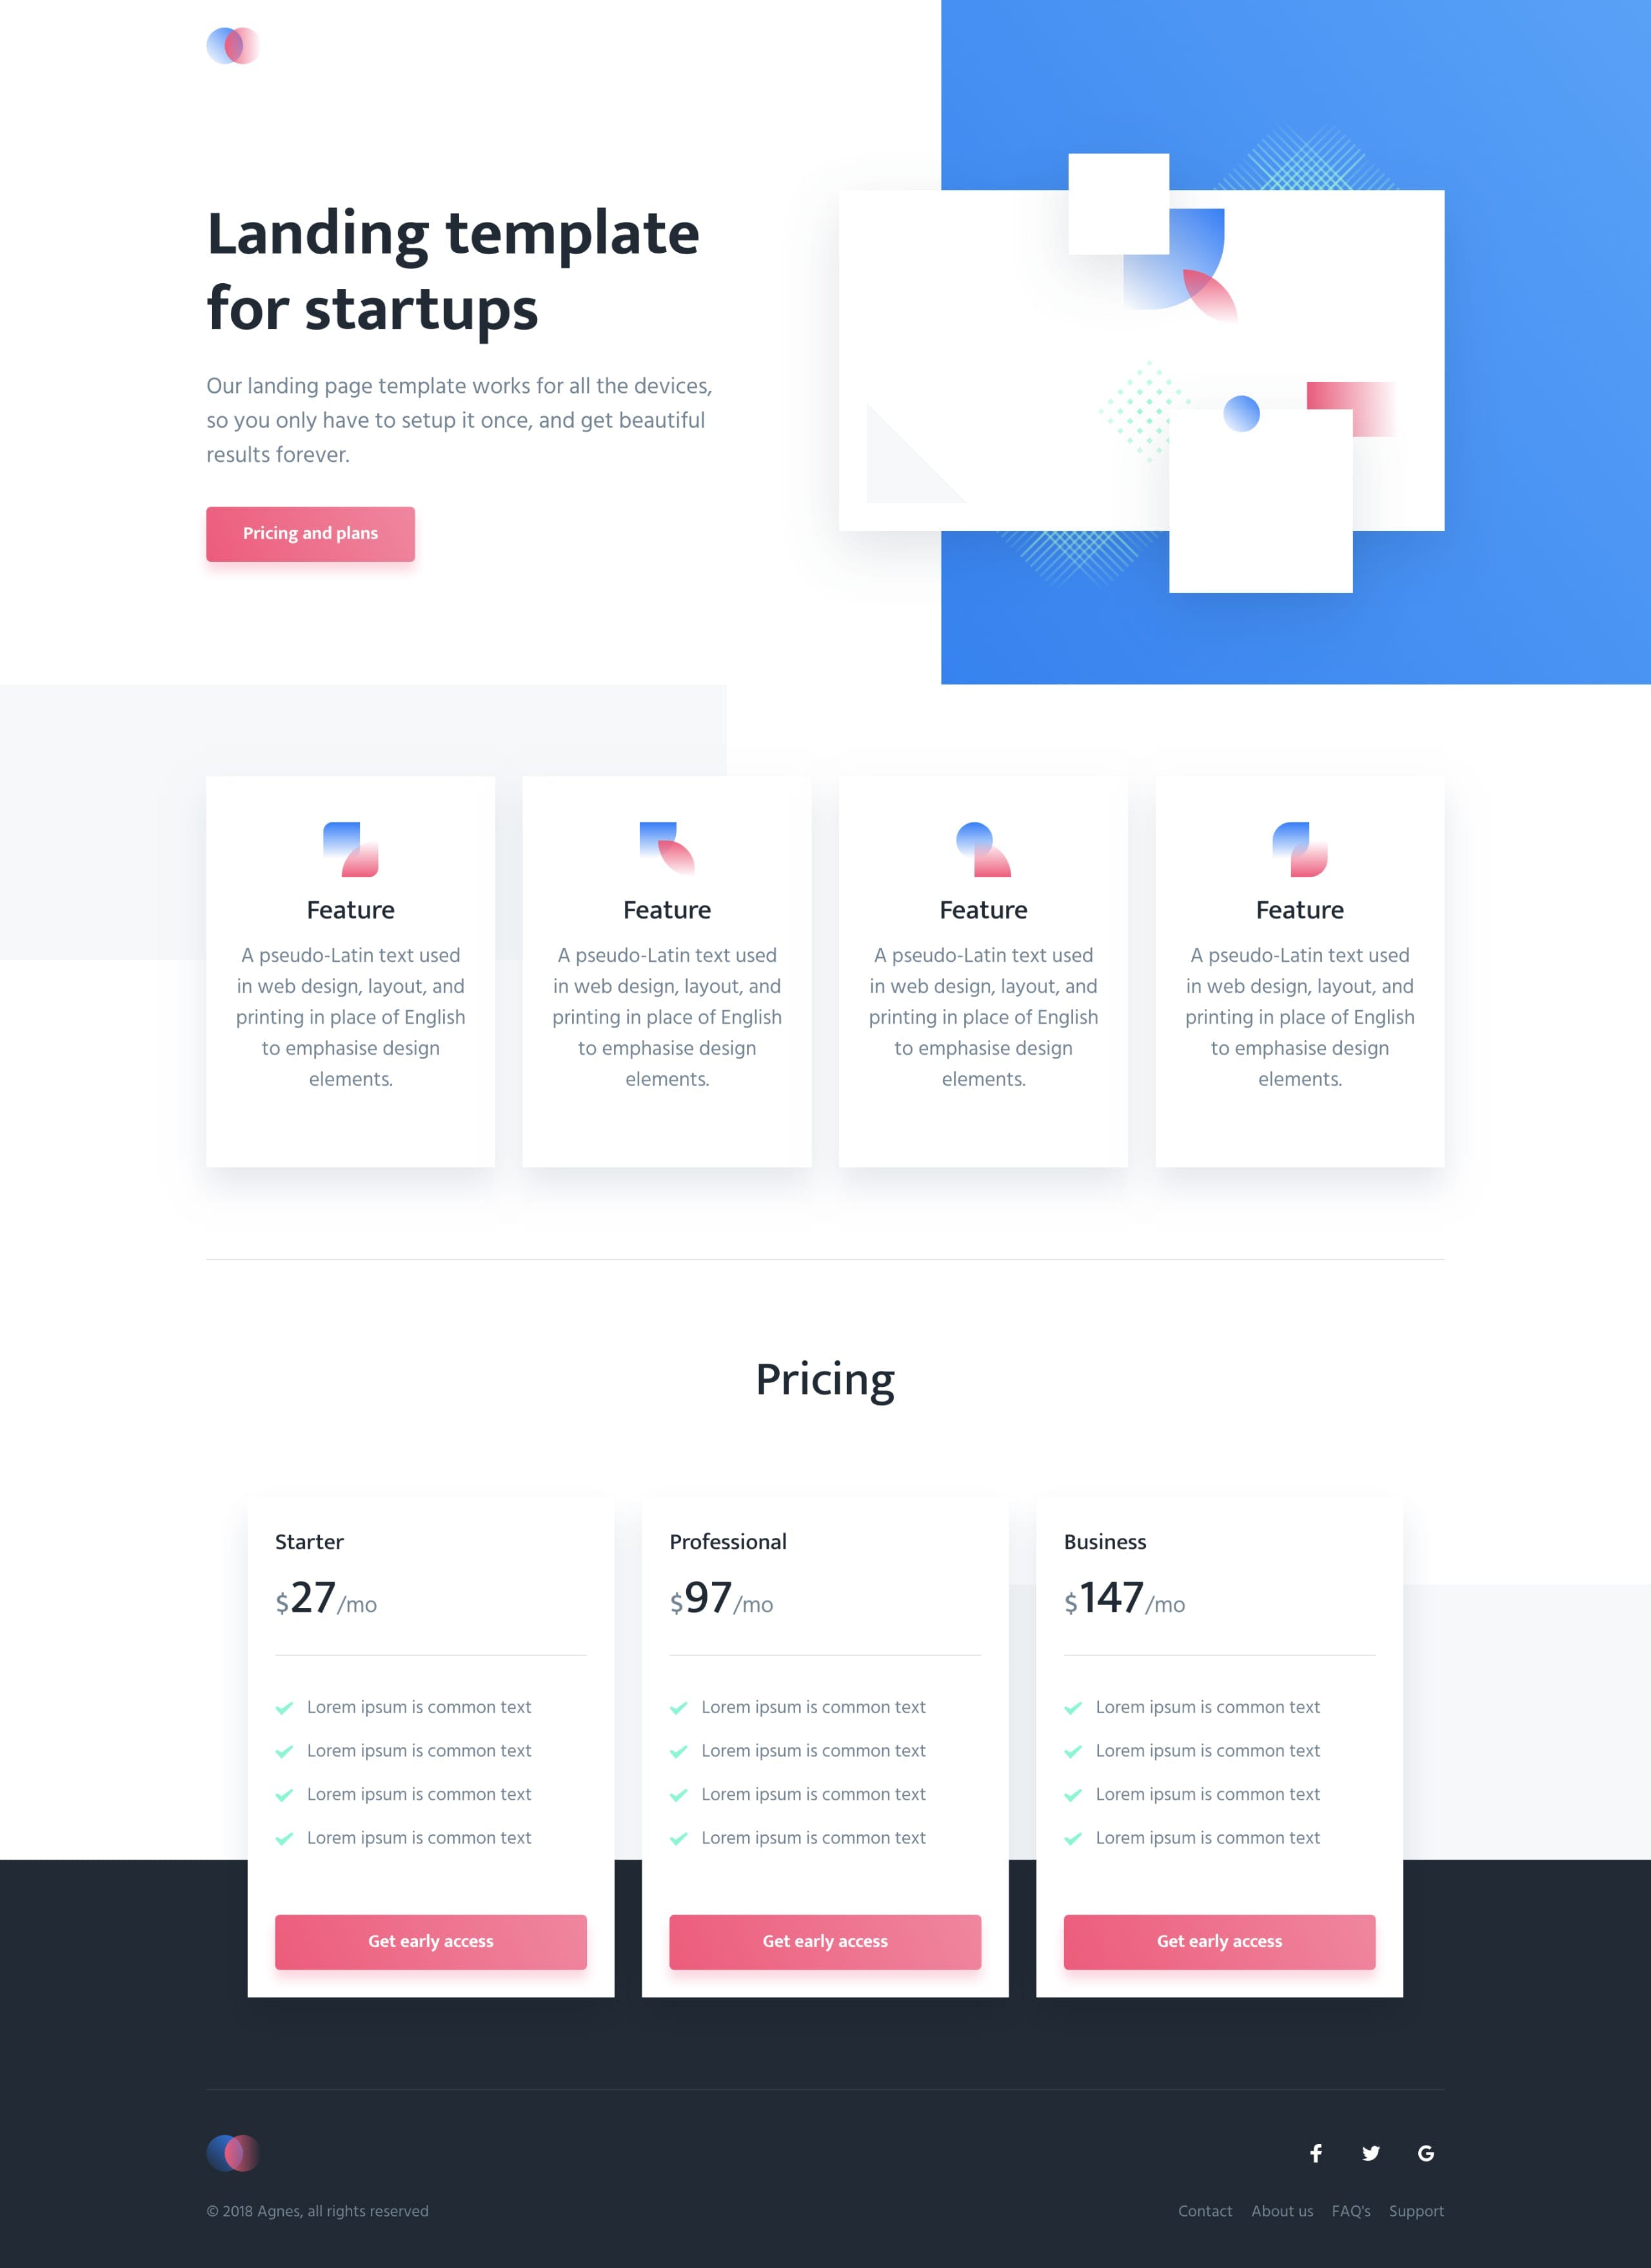 Landing template
for startups
Our landing page template works for all the devices,
so you only have to setup it once, and get beautiful
results forever.
Pricing and plans
Feature
A pseudo-Latin text used
in web design, layout, and
printing in place of English
to emphasise design
elements.
Feature
A pseudo-Latin text used
in web design, layout, and
printing in place of English
to emphasise design
elements.
Feature
A pseudo-Latin text used
in web design, layout, and
printing in place of English
to emphasise design
elements.
Feature
A pseudo-Latin text used
in web design, layout, and
printing in place of English
to emphasise design
elements.
Pricing
Starter
$27/mo
Lorem ipsum is common text
Lorem ipsum is common text
Lorem ipsum is common text
Lorem ipsum is common text
Get early access
Professional
$97/mo
Lorem ipsum is common text
Lorem ipsum is common text
Lorem ipsum is common text
Lorem ipsum is common text
Get early access
Business
$147/mo
Lorem ipsum is common text
Lorem ipsum is common text
Lorem ipsum is common text
Lorem ipsum is common text
Get early access
© 2018 Agnes, all rights reserved
Contact About us FAQ's Support